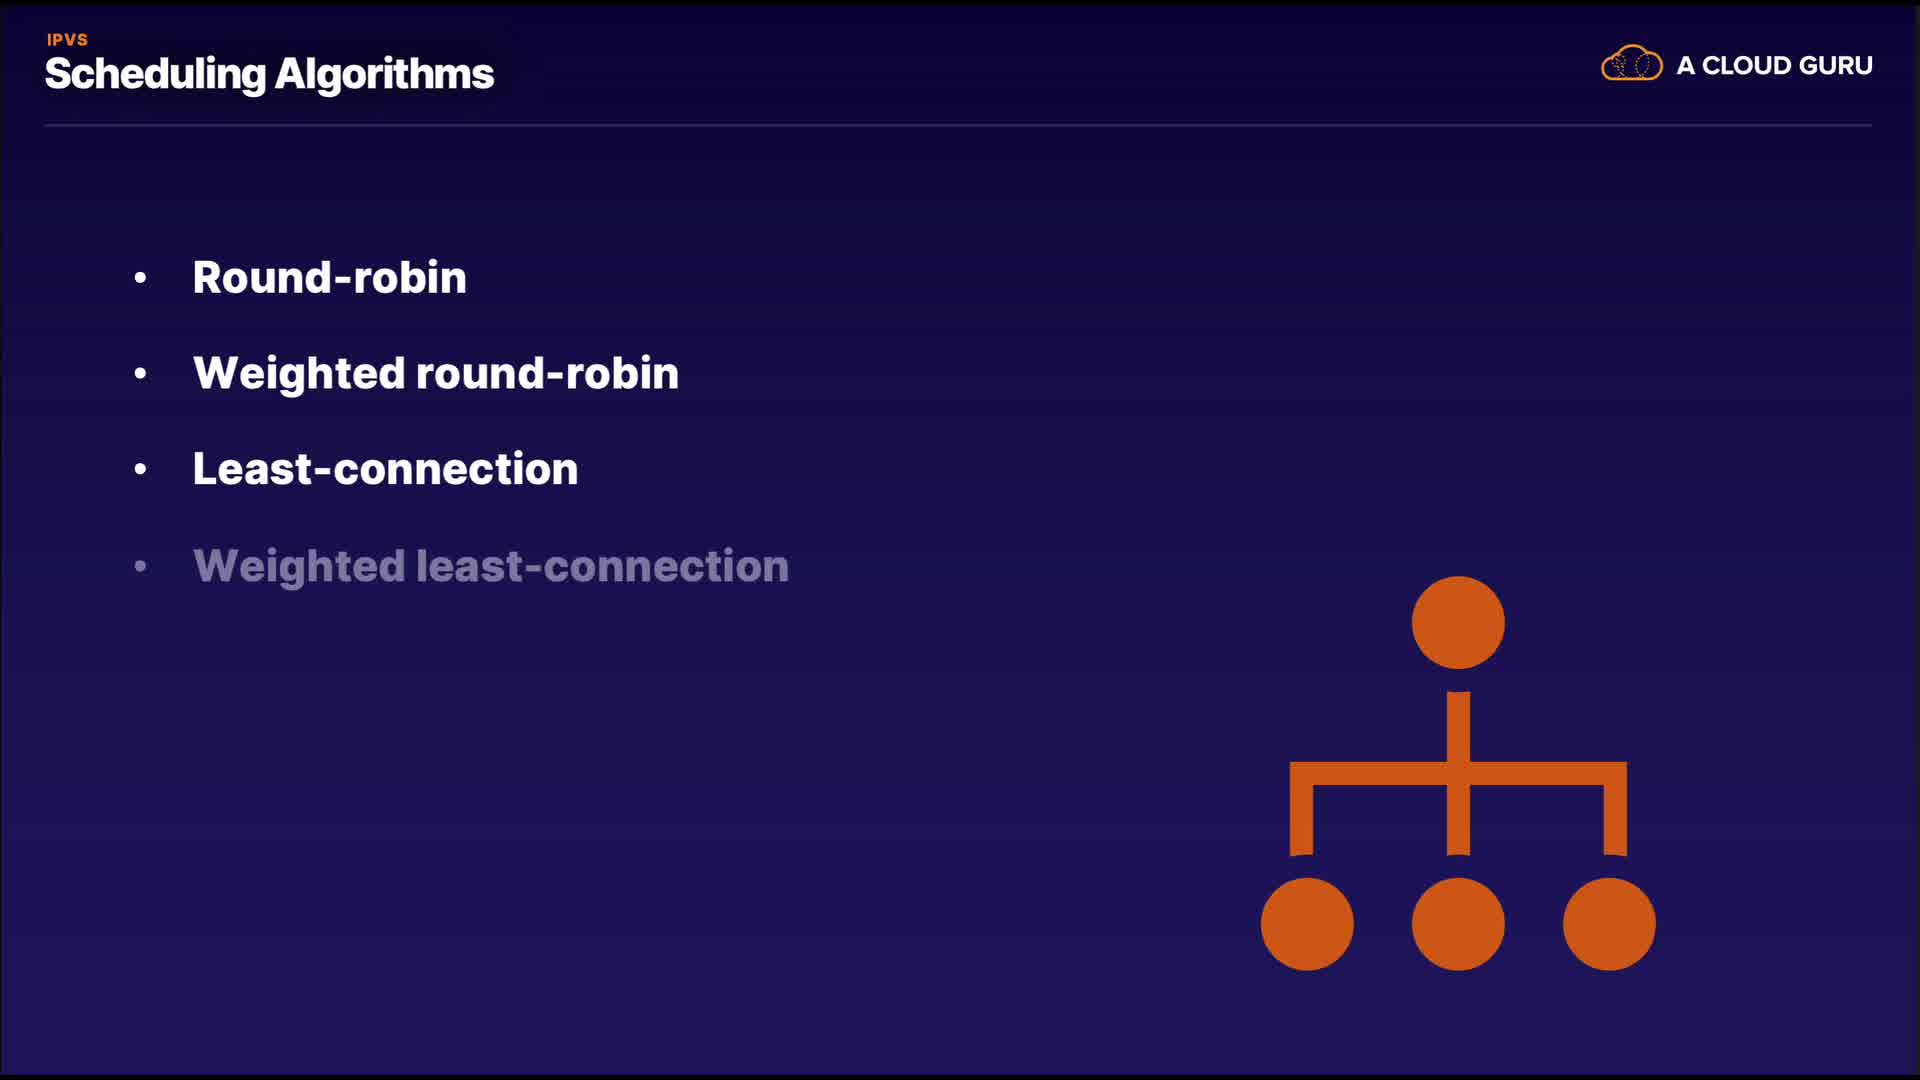 IPVS
Scheduling Algorithms
A CLOUD GURU
• Round-robin
• Weighted round-robin
• Least-connection
• Weighted least-connection